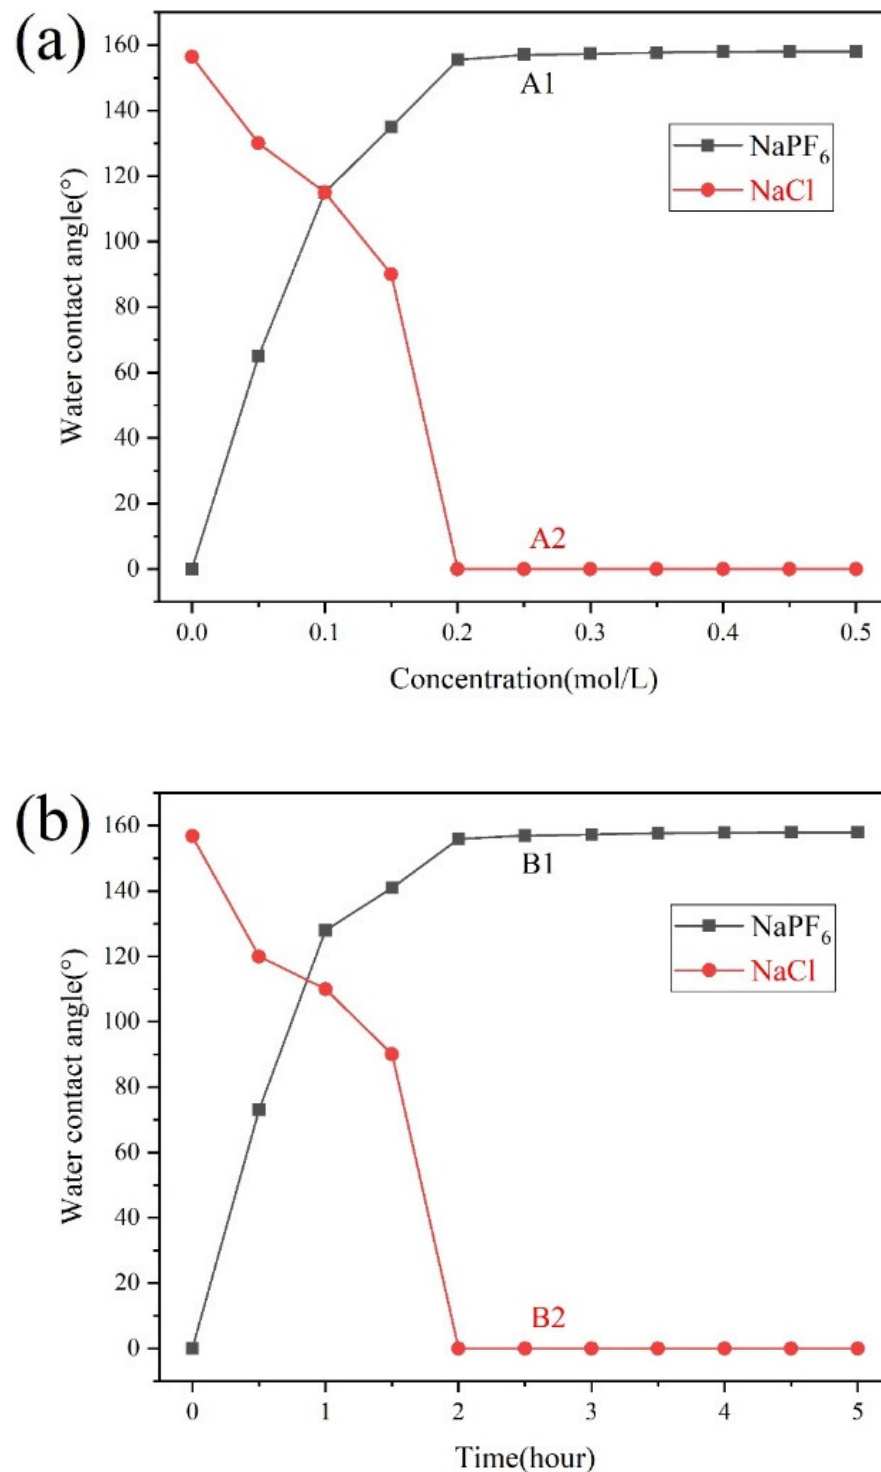 (a)
160
140
120
100
80
60
40
20
0
Water contact angle(°)
A1
NaPF₆
NaCl
A2
0.0 0.1 0.2 0.3 0.4 0.5
Concentration(mol/L)
(b)
160
140
120
100
80
60
40
20
0
Water contact angle(°)
B1
NaPF₆
NaCl
B2
0 1 2 3 4 5
Time(hour)